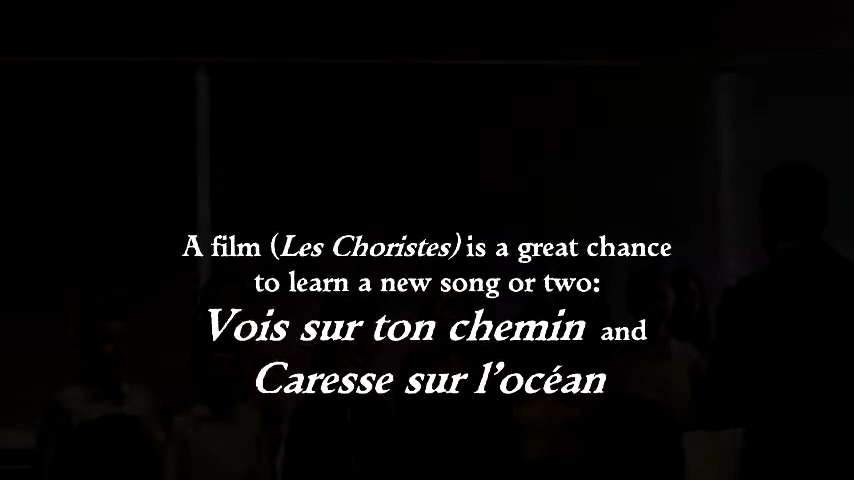 A film (Les Choristes) is a great chance
to learn a new song or two:
Vois sur ton chemin and
Caresse sur l'océan